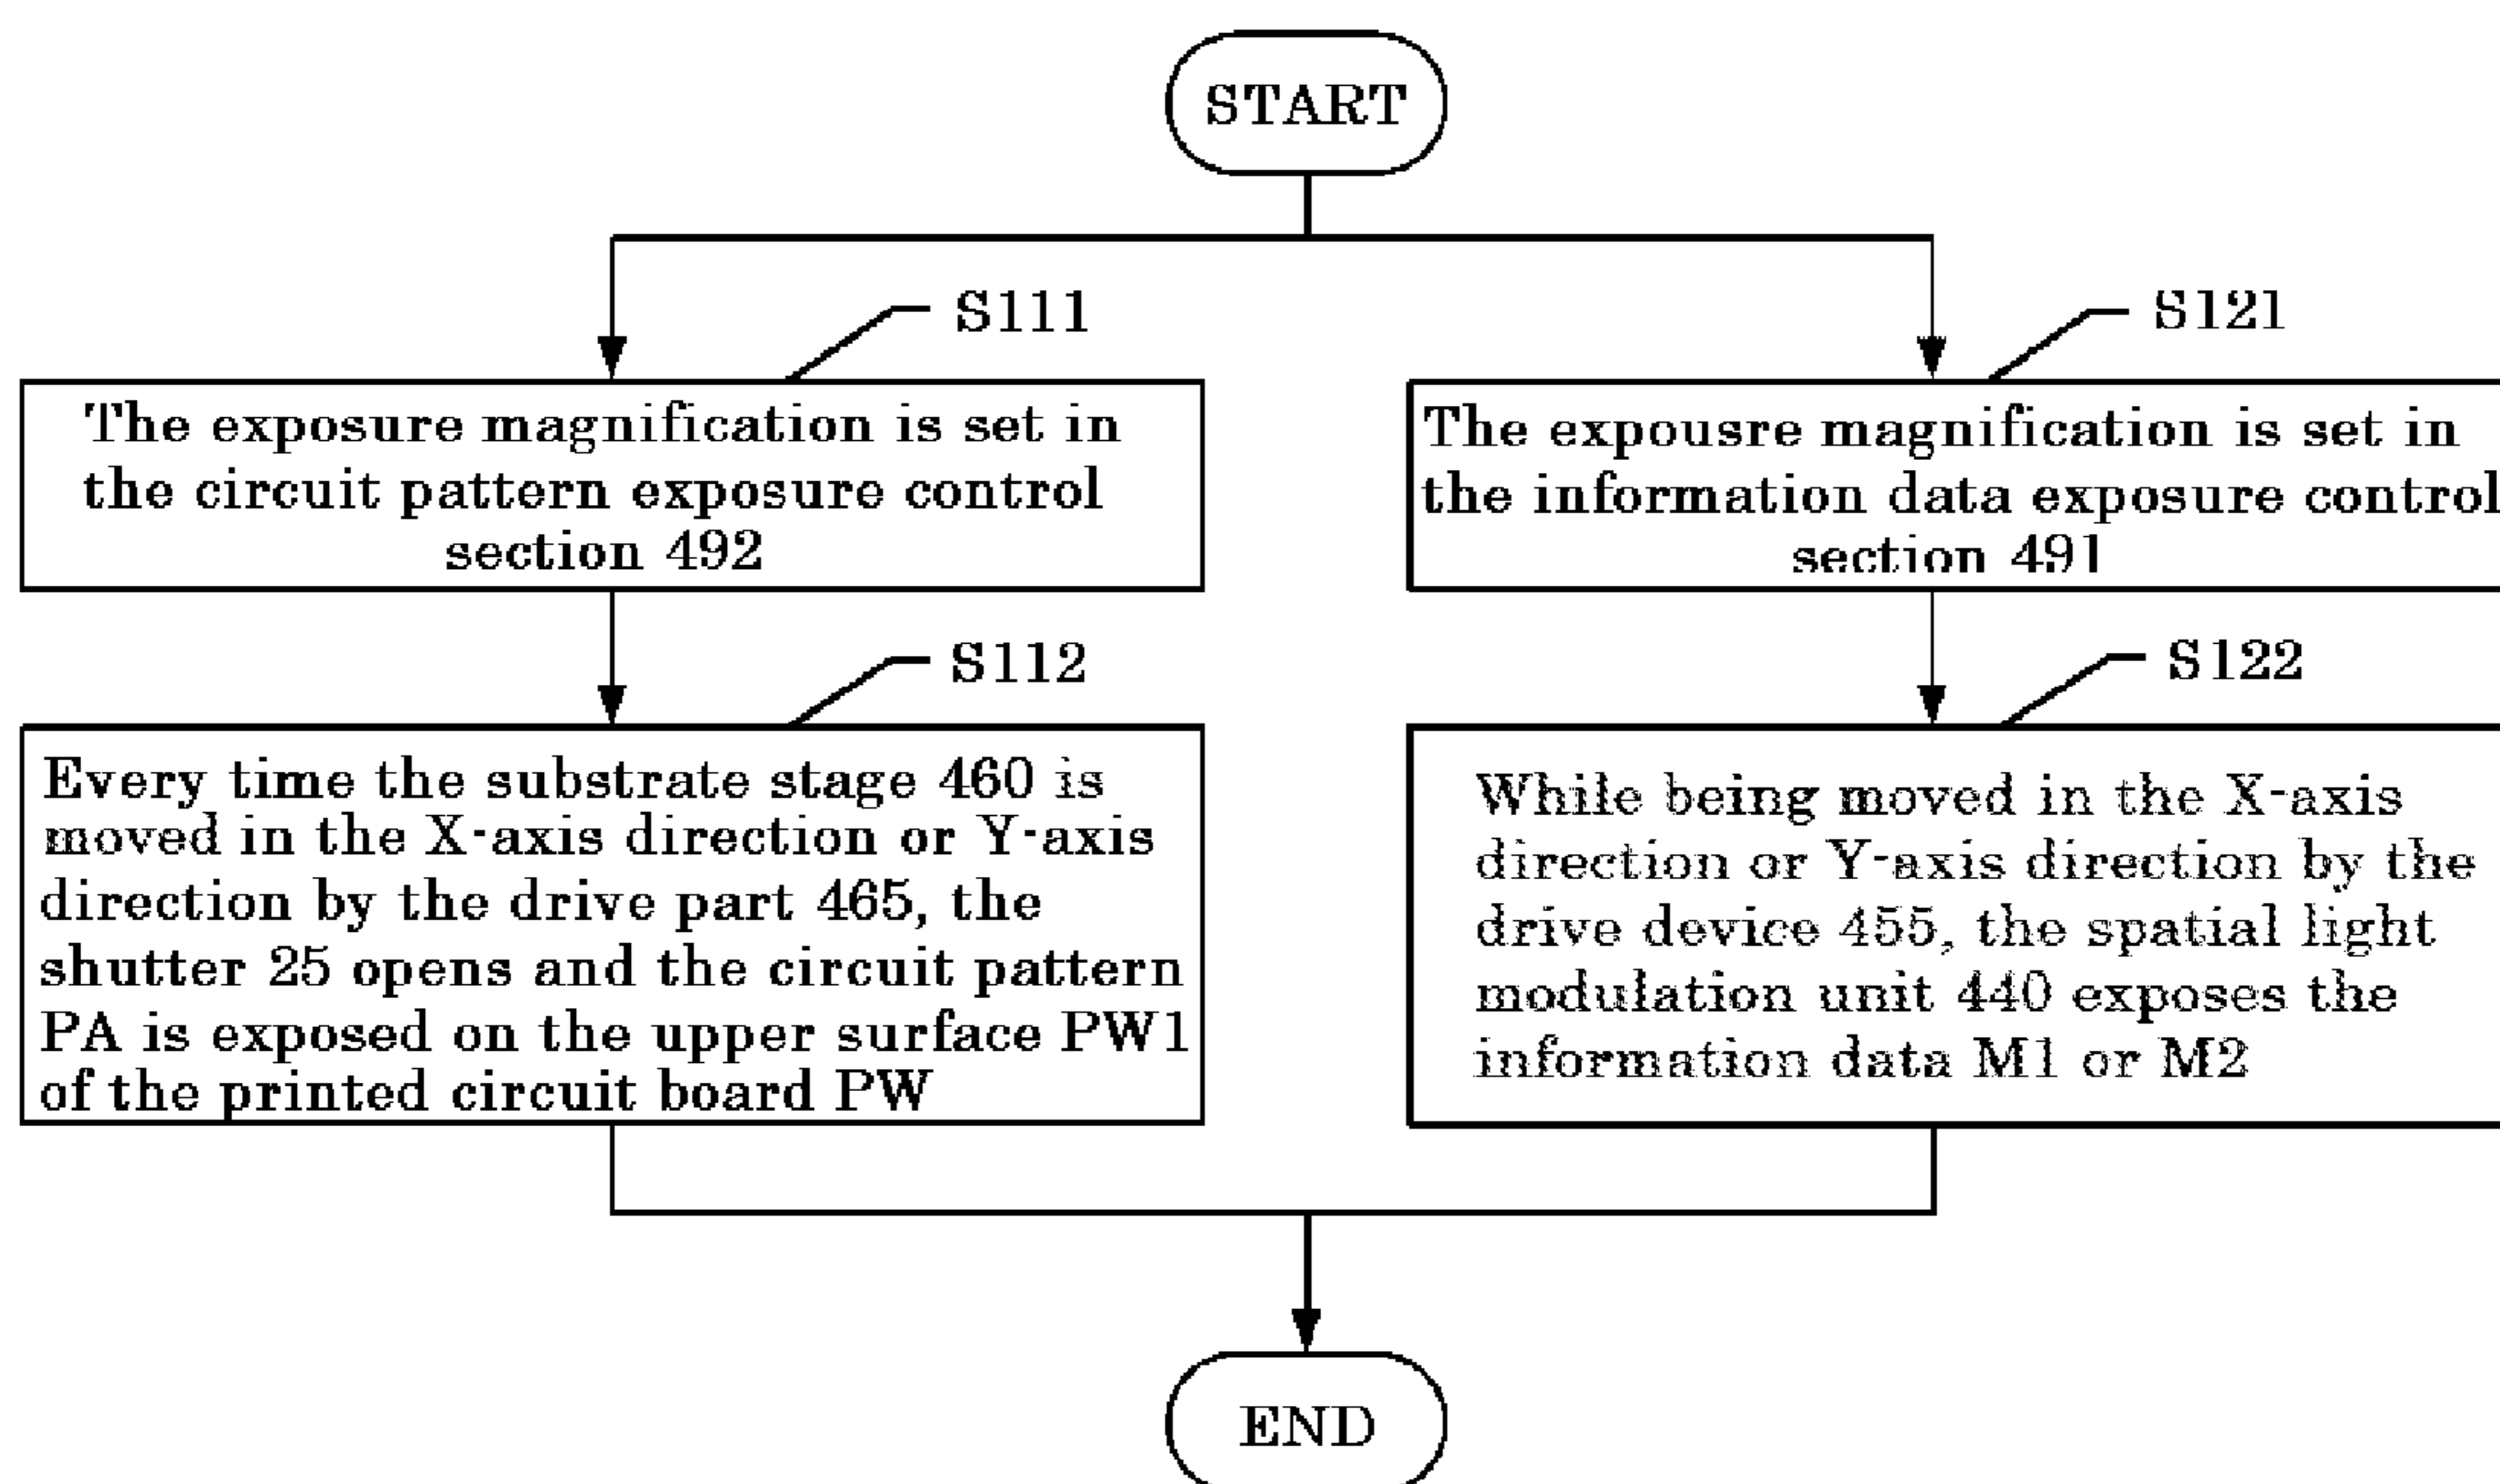 START
S111
The exposure magnification is set in
the circuit pattern exposure control
section 492
S112
Every time the substrate stage 460 is
moved in the X-axis direction or Y-axis
direction by the drive part 465, the
shutter 25 opens and the circuit pattern
PA is exposed on the upper surface PW1
of the printed circuit board PW
S121
The expousre magnification is set in
the information data exposure control
section 491
S122
While being moved in the X-axis
direction or Y-axis direction by the
drive device 455, the spatial light
modulation unit 440 exposes the
information data M1 or M2
END